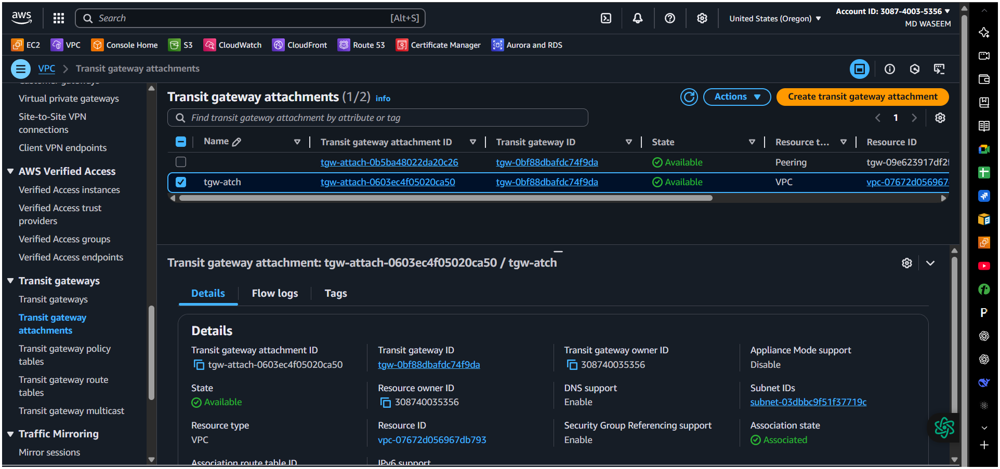 aws
Search [Alt+S]
United States (Oregon)
Account ID: 3087-4003-5356
MD WASEEM
EC2 VPC Console Home S3 CloudWatch CloudFront Route 53 Certificate Manager Aurora and RDS
VPC Transit gateway attachments
Customer gateways
Virtual private gateways
Site-to-Site VPN
connections
Client VPN endpoints
AWS Verified Access
Verified Access instances
Verified Access trust
providers
Verified Access groups
Verified Access endpoints
Transit gateways
Transit gateways
Transit gateway
attachments
Transit gateway policy
tables
Transit gateway route
tables
Transit gateway multicast
Traffic Mirroring
Mirror sessions
Transit gateway attachments (1/2) info
Actions
Create transit gateway attachment
Find transit gateway attachment by attribute or tag
1
Name Transit gateway attachment ID Transit gateway ID State Resource t... Resource ID
tgw-attach-0b5ba48022da20c26 tgw-0bf88dbafdc74f9da Available Peering tgw-09e623917df2f
tgw-atch tgw-attach-0603ec4f05020ca50 tgw-0bf88dbafdc74f9da Available VPC vpc-07672d056967
Transit gateway attachment: tgw-attach-0603ec4f05020ca50 / tgw-atch
Details Flow logs Tags
Details
Transit gateway attachment ID
tgw-attach-0603ec4f05020ca50
Transit gateway ID
tgw-0bf88dbafdc74f9da
Transit gateway owner ID
308740035356
Appliance Mode support
Disable
State
Available
Resource owner ID
308740035356
DNS support
Enable
Subnet IDs
subnet-03dbbc9f51f37719c
Resource type
VPC
Resource ID
vpc-07672d056967db793
Security Group Referencing support
Enable
Association state
Associated
Association route table ID
IPv6 support
P